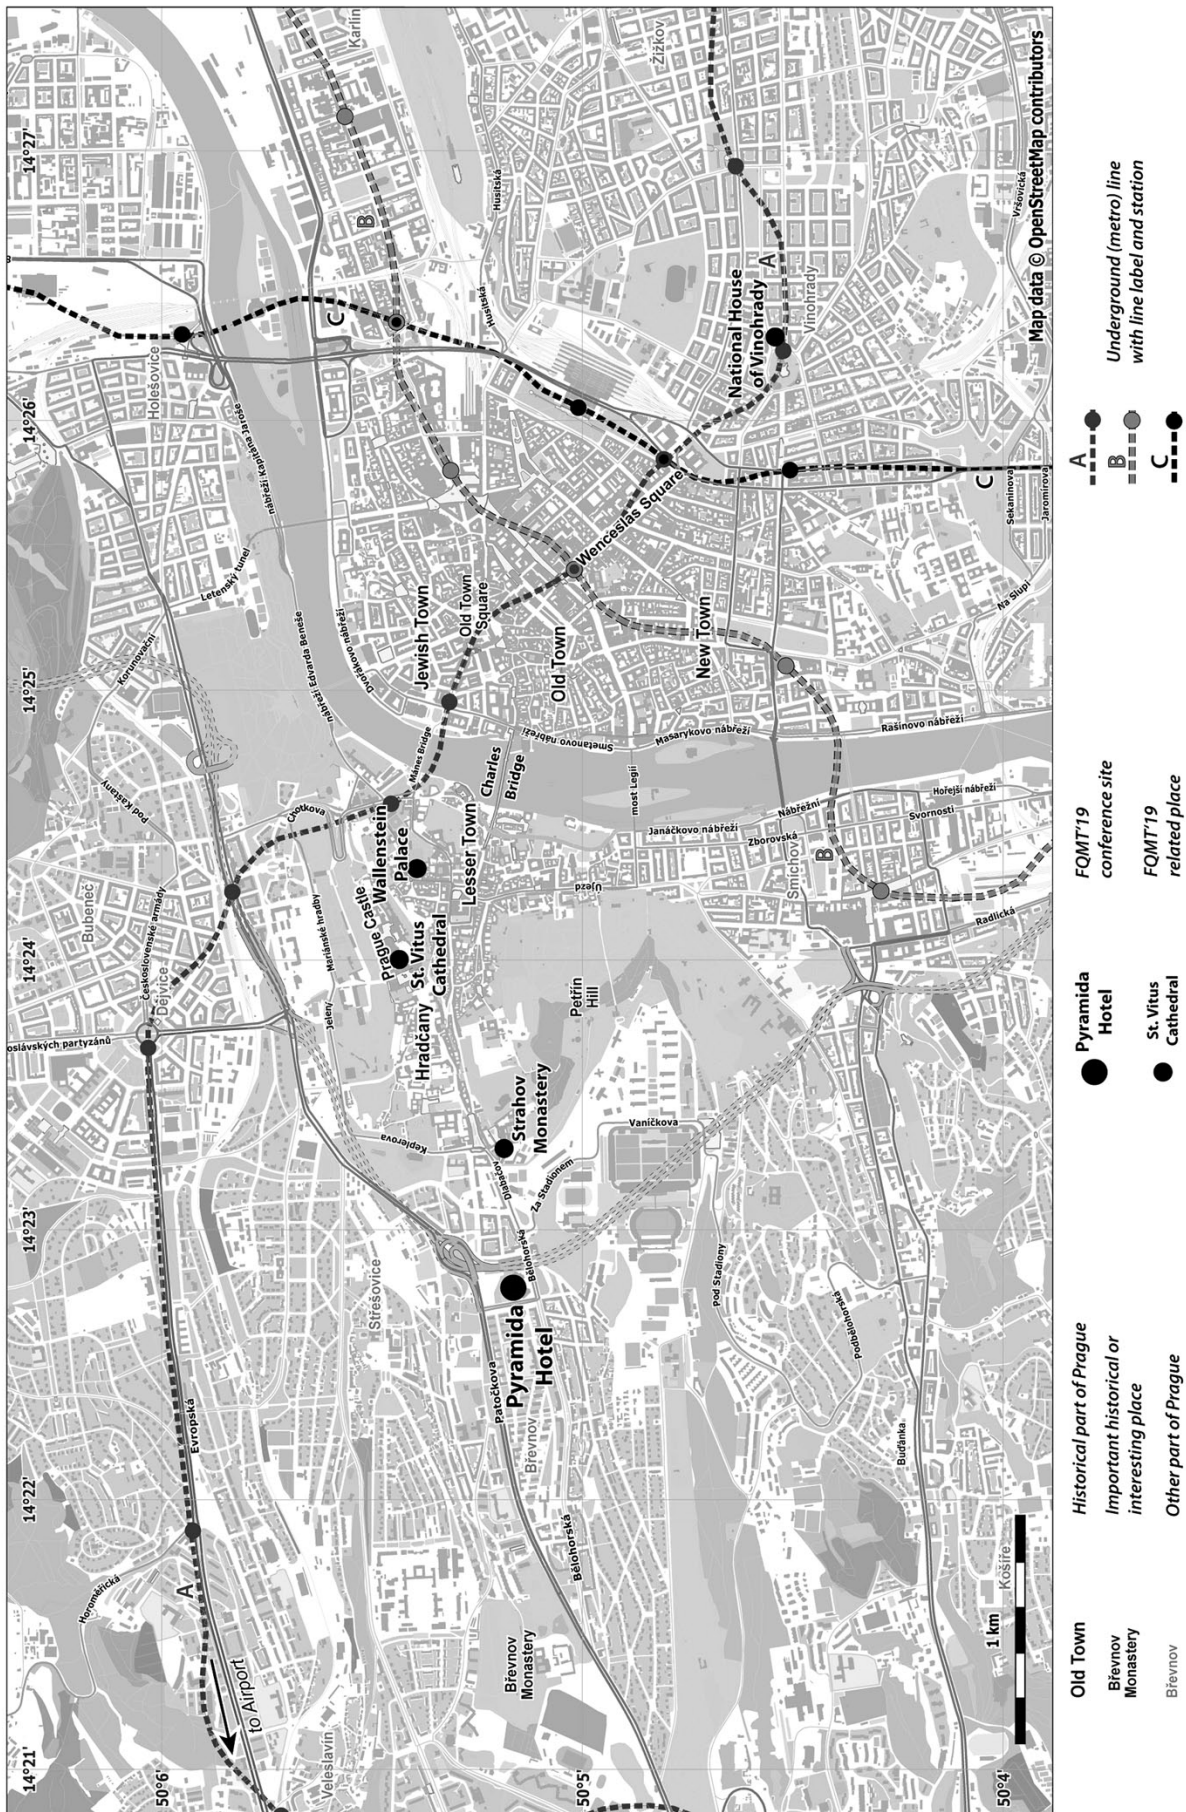 14°21'
14°22'
14°23'
14°24'
14°25'
14°26'
14°27'
50°6'
50°5'
50°4'
Horoměřická
A
to Airport
Veleslavín
Evropská
Československé armády
Dejvice
Bubeneč
Pod Kaštany
Korunovační
Letenský tunel
Holešovice
nábřeží Kapitána Jaroše
nábřeží Edvarda Beneše
Dvořákovo nábřeží
Karlín
B
C
Žižkov
Husitská
Husitská
Střešovice
Keplerova
Jelení
Mariánské hradby
Chotkova
Mánes Bridge
Prague Castle
Wallenstein
Palace
St. Vitus
Cathedral
Hradčany
Lesser Town
Charles
Bridge
Jewish Town
Old Town
Square
Old Town
Wenceslas Square
New Town
National House
of Vinohrady
A
Vinohrady
Vršovická
Patočkova
Pyramida
Hotel
Bělohorská
Dlabačov
Strahov
Monastery
Za Stadionem
Vaníčkova
Petřín
Hill
Újezd
most Legií
Smetanovo nábřeží
Masarykovo nábřeží
Rašínovo nábřeží
Janáčkovo nábřeží
Nábřežní
Zborovská
Hořejší nábřeží
Svornosti
Smíchov
B
Radlická
Břevnov
Bělohorská
Břevnov
Monastery
Pod Stadiony
Podbělohorská
Buďánka
Košíře
Na Slupi
Sekaninova
Jaromírova
C
1 km
Map data © OpenStreetMap contributors
Old Town
Historical part of Prague
Břevnov
Monastery
Important historical or
interesting place
Břevnov
Other part of Prague
Pyramida
Hotel
FQMT'19
conference site
St. Vitus
Cathedral
FQMT'19
related place
A
B
C
Underground (metro) line
with line label and station